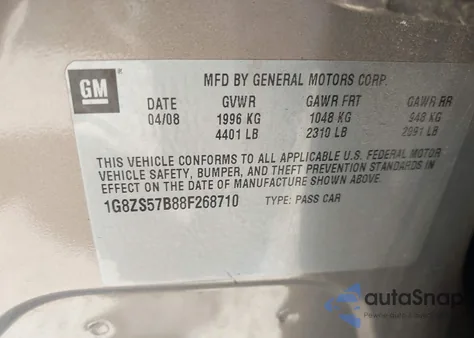 GM
MFD BY GENERAL MOTORS CORP.
DATE GVWR GAWR FRT GAWR RR
04/08 1996 KG 1048 KG 948 KG
4401 LB 2310 LB 2091 LB
THIS VEHICLE CONFORMS TO ALL APPLICABLE U.S. FEDERAL MOTOR
VEHICLE SAFETY, BUMPER, AND THEFT PREVENTION STANDARDS IN
EFFECT ON THE DATE OF MANUFACTURE SHOWN ABOVE.
1G8ZS57B88F268710 TYPE: PASS CAR
autoSnap